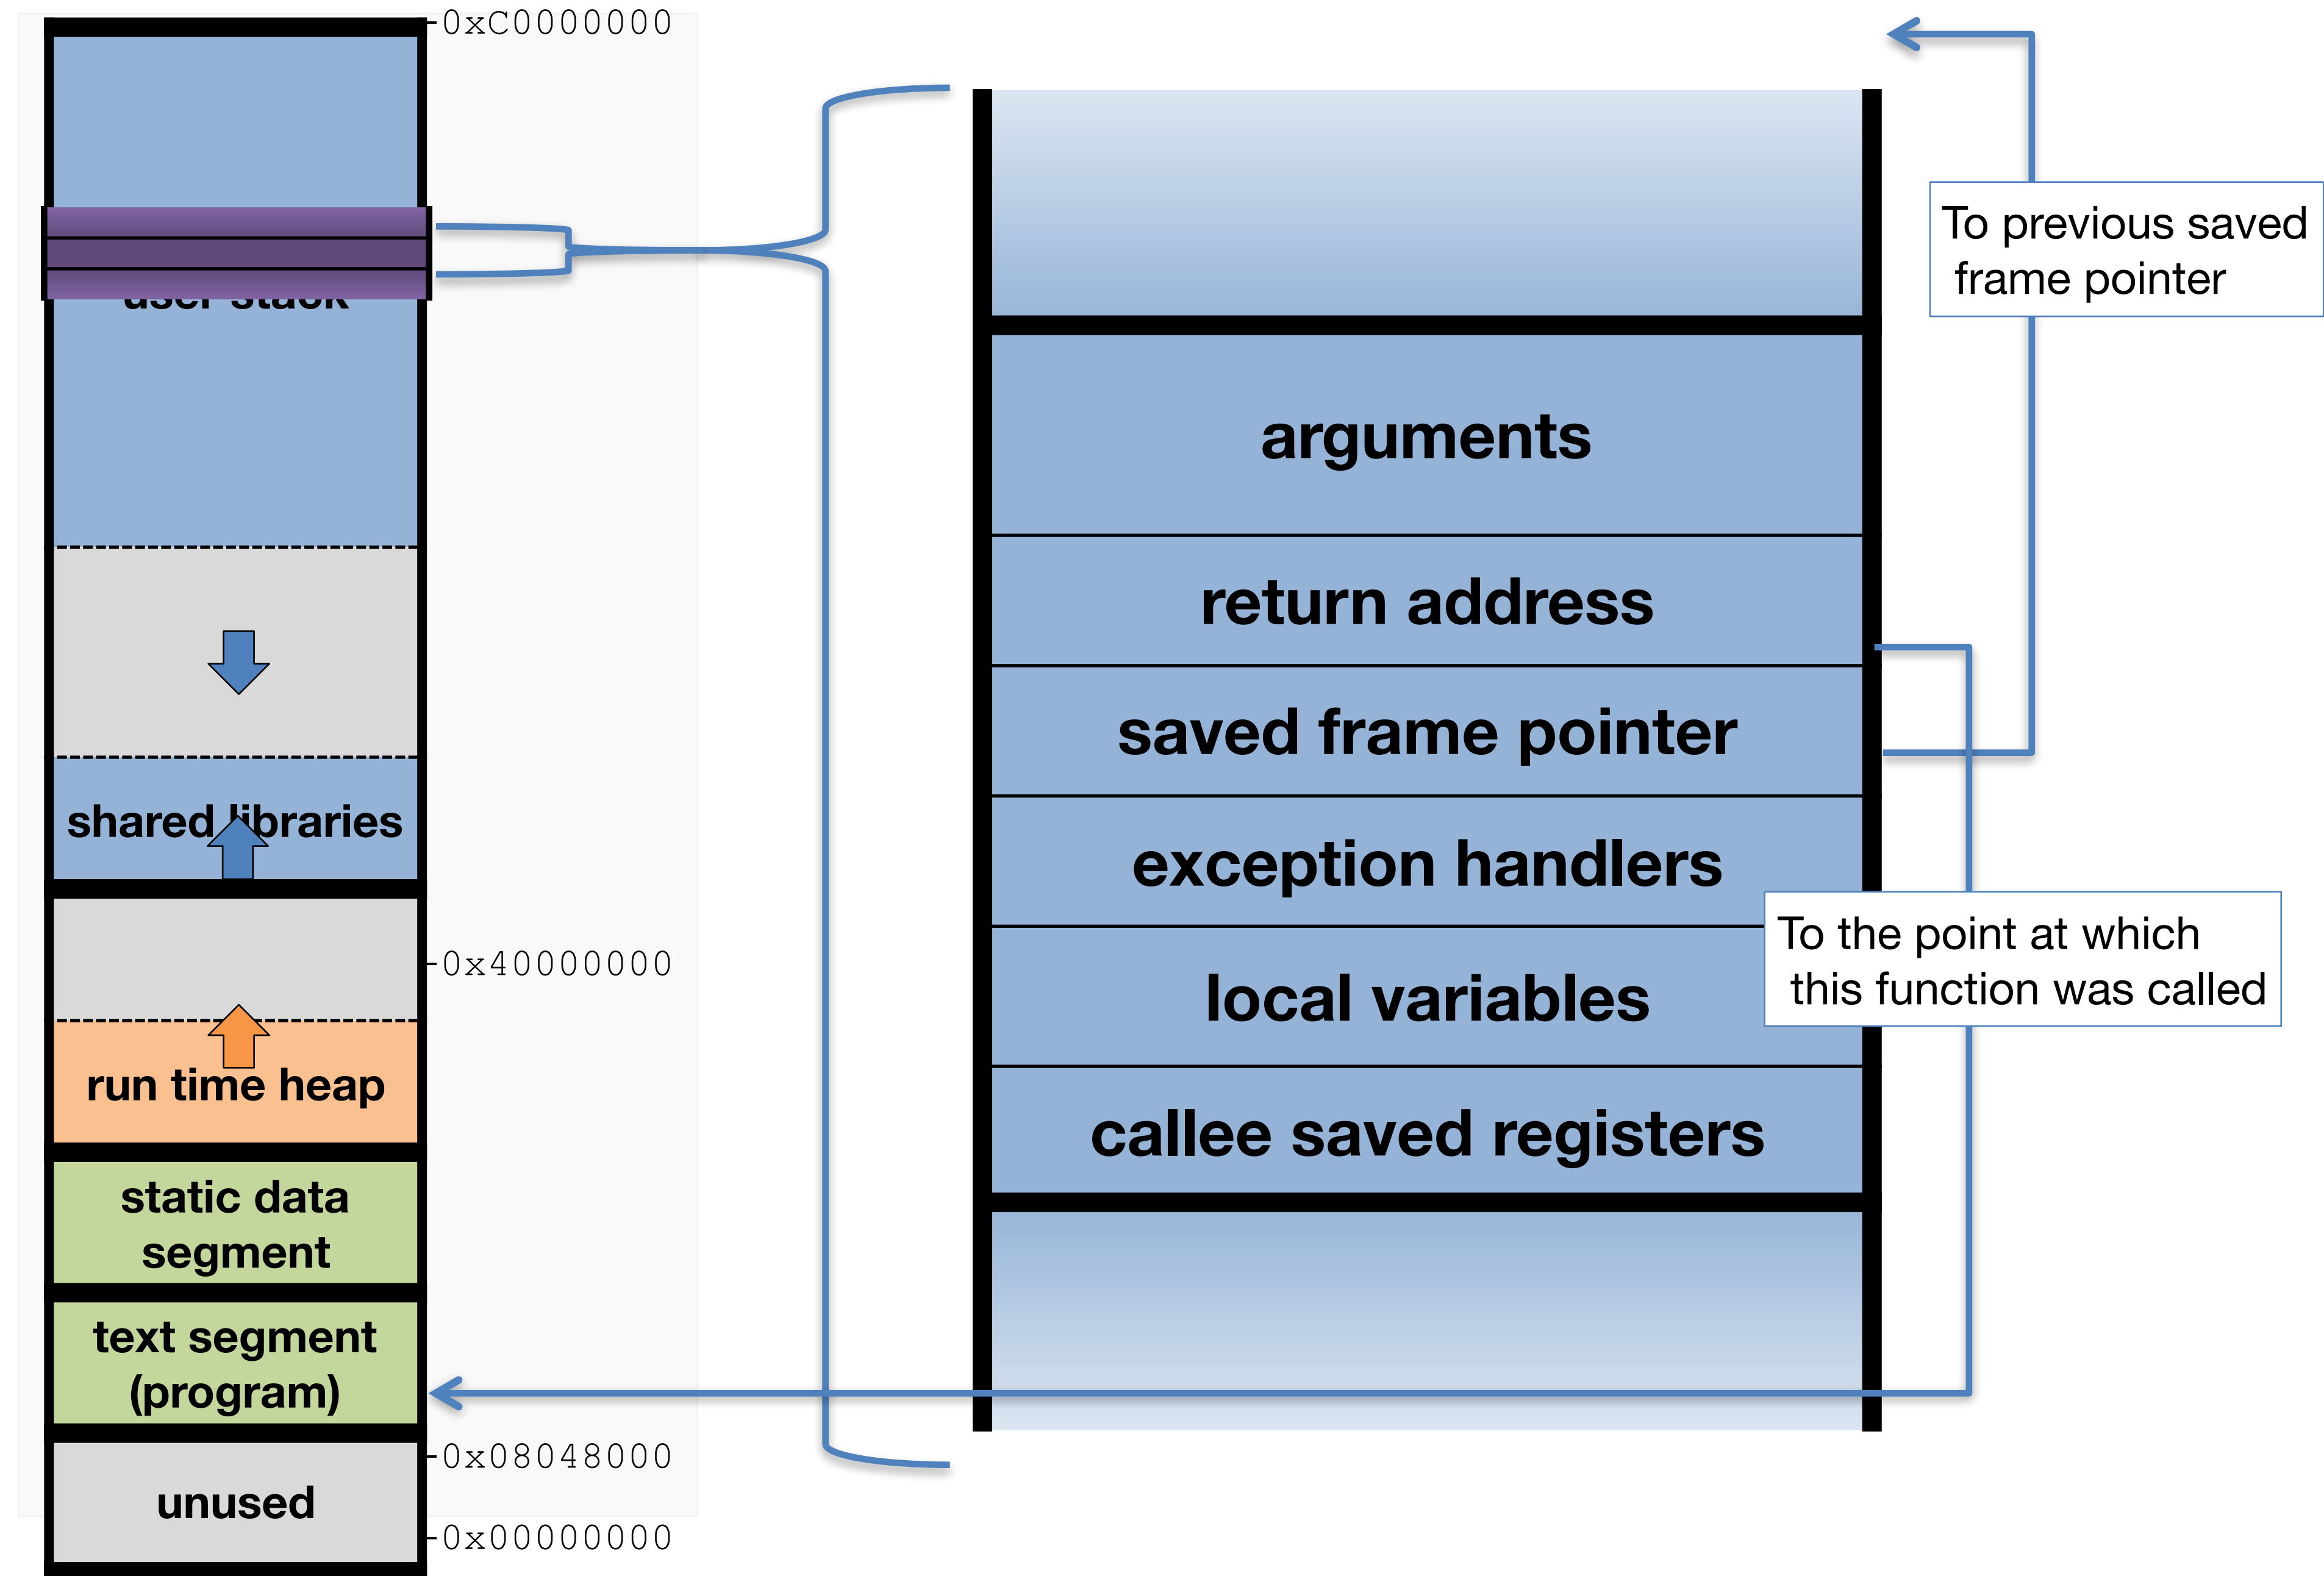 0xC0000000
user stack
shared libraries
0x40000000
run time heap
static data
segment
text segment
(program)
0x08048000
unused
0x00000000
arguments
return address
saved frame pointer
exception handlers
local variables
callee saved registers
To previous saved
frame pointer
To the point at which
this function was called